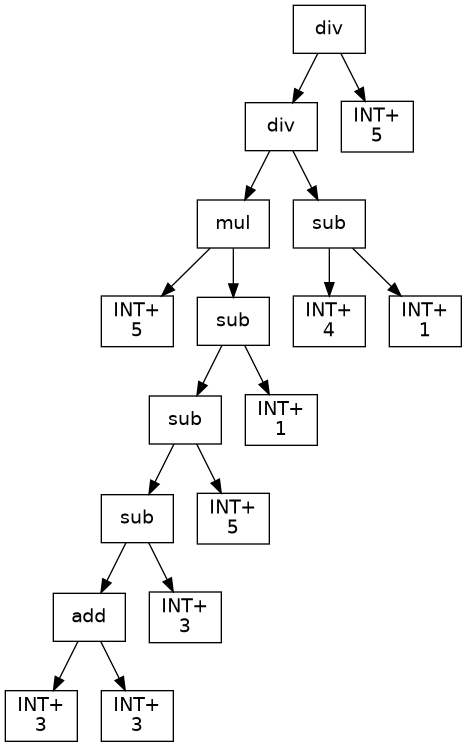 div
div
INT+
5
mul
sub
INT+
5
sub
INT+
4
INT+
1
sub
INT+
1
sub
INT+
5
add
INT+
3
INT+
3
INT+
3